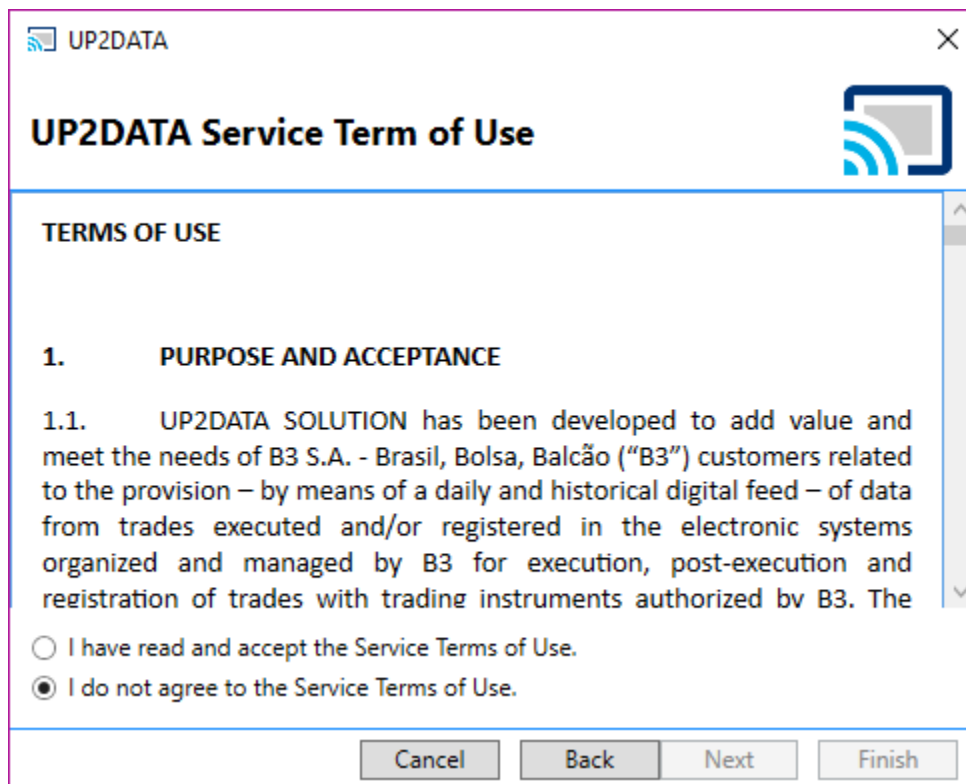 UP2DATA
UP2DATA Service Term of Use
TERMS OF USE
1. PURPOSE AND ACCEPTANCE
1.1. UP2DATA SOLUTION has been developed to add value and
meet the needs of B3 S.A. - Brasil, Bolsa, Balcão (“B3”) customers related
to the provision – by means of a daily and historical digital feed – of data
from trades executed and/or registered in the electronic systems
organized and managed by B3 for execution, post-execution and
registration of trades with trading instruments authorized by B3. The
I have read and accept the Service Terms of Use.
I do not agree to the Service Terms of Use.
Cancel Back Next Finish